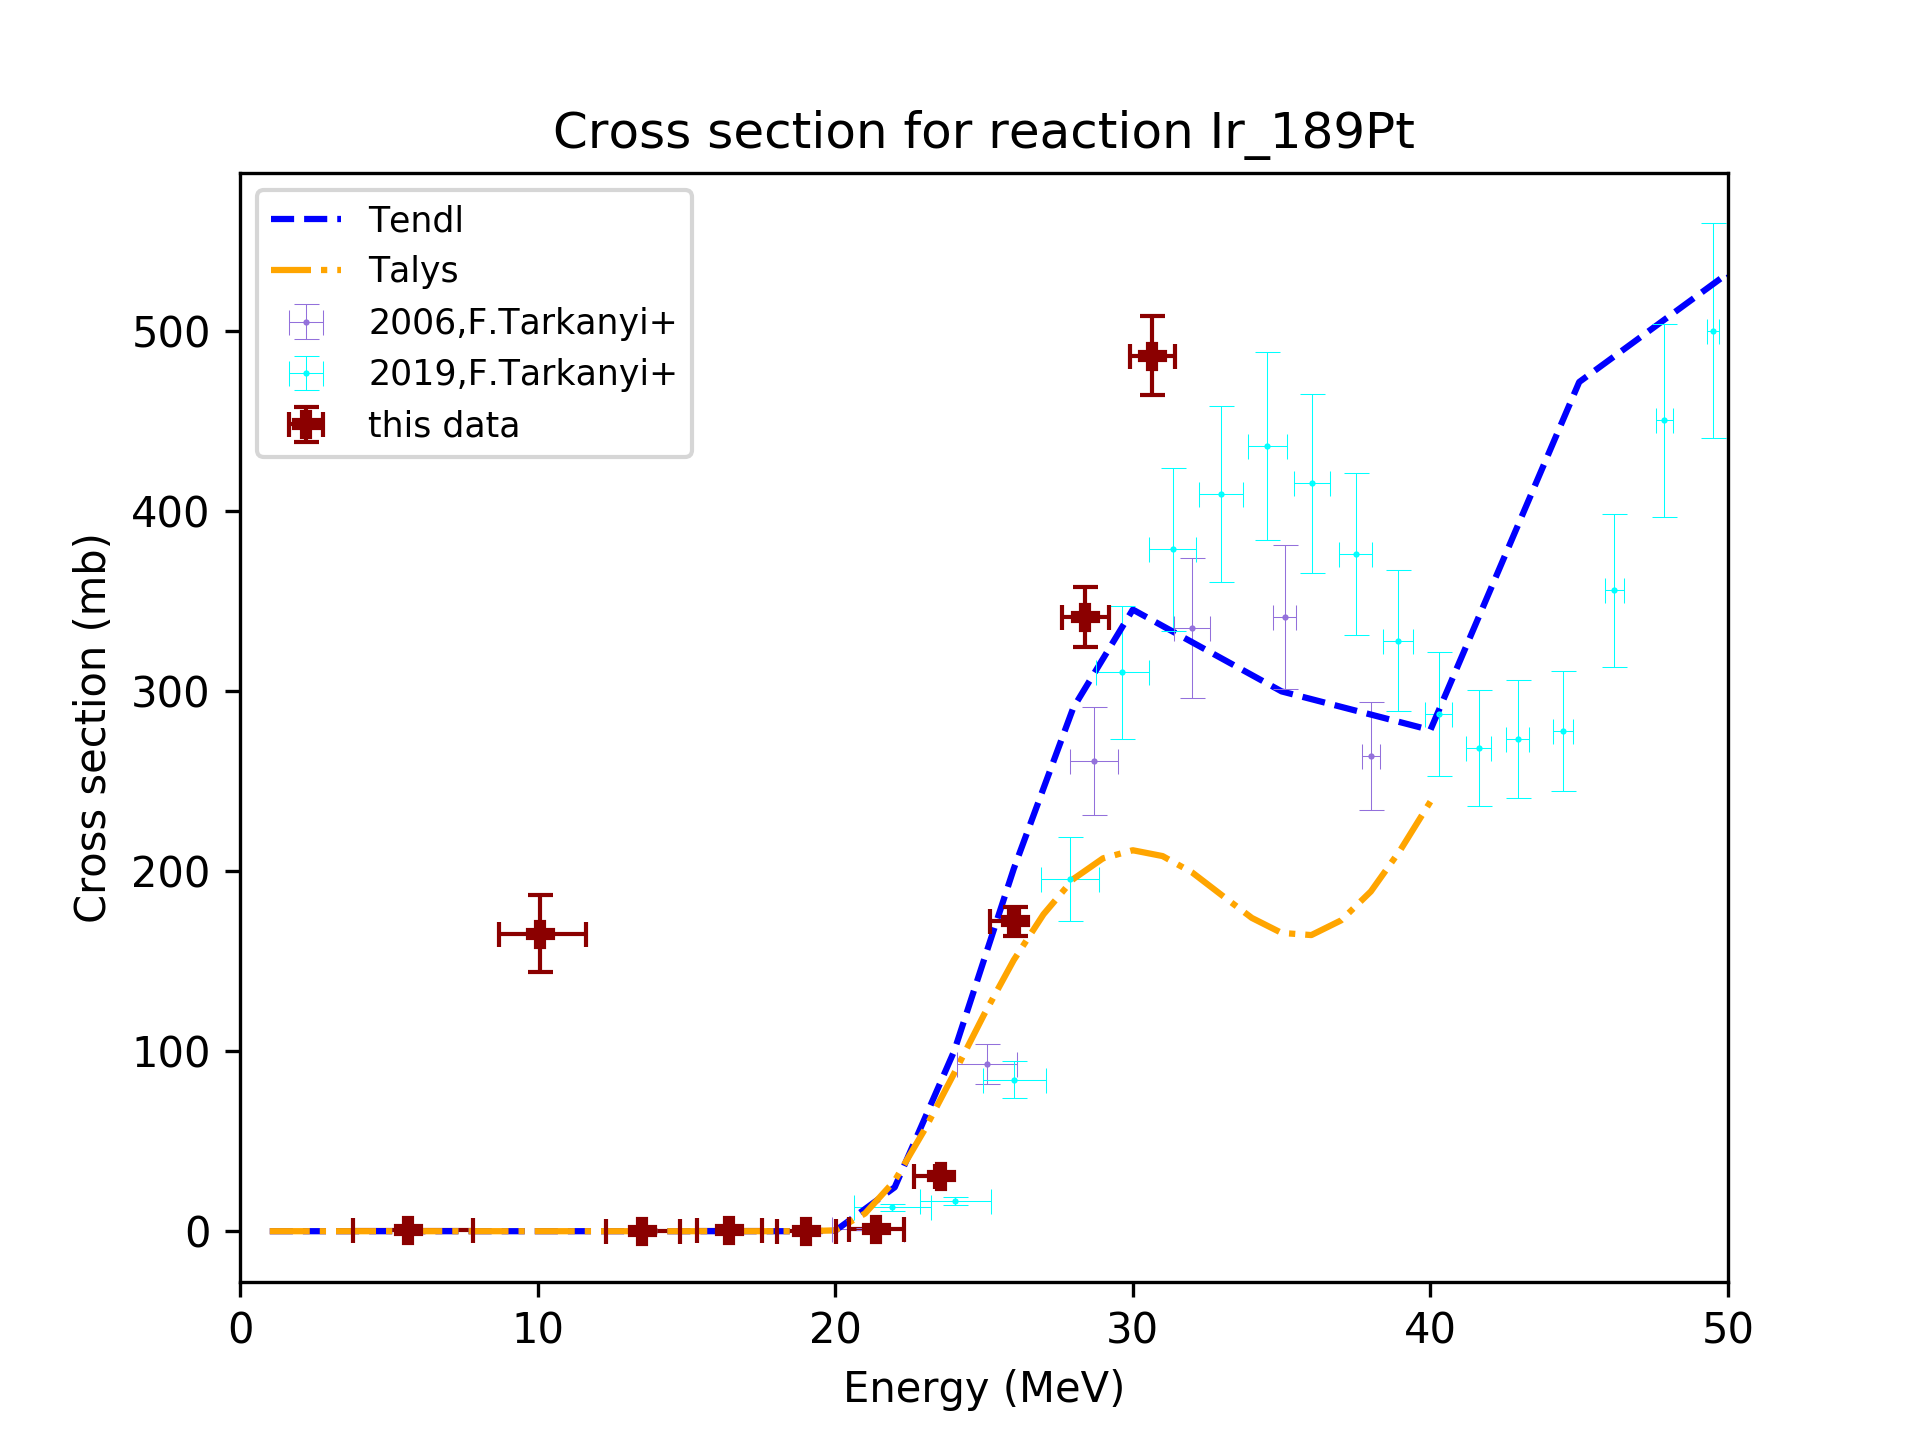 Cross section for reaction Ir_189Pt
Tendl
Talys
2006,F.Tarkanyi+
2019,F.Tarkanyi+
this data
Cross section (mb)
500
400
300
200
100
0
0 10 20 30 40 50
Energy (MeV)